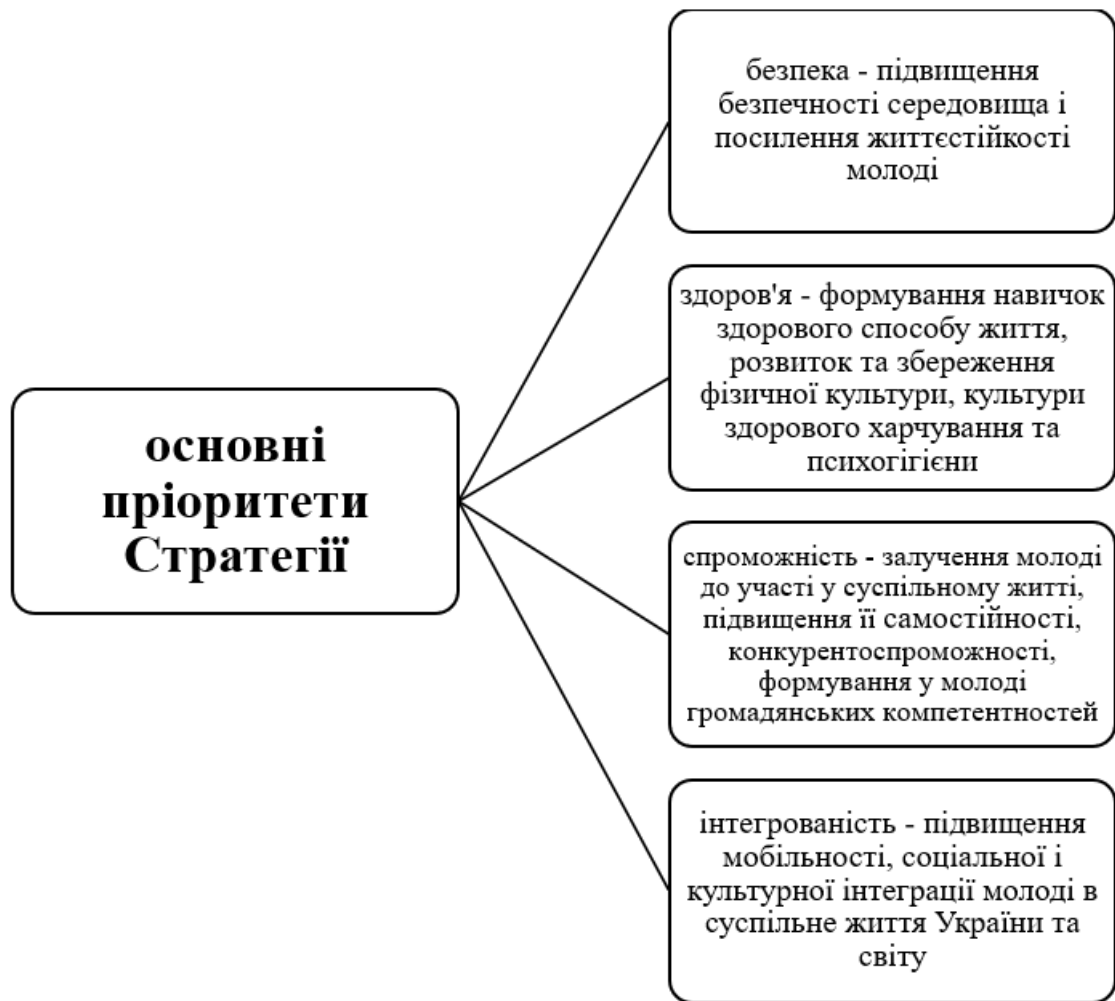 основні
пріоритети
Стратегії
безпека - підвищення
безпечності середовища і
посилення життєстійкості
молоді
здоров'я - формування навичок
здорового способу життя,
розвиток та збереження
фізичної культури, культури
здорового харчування та
психогігієни
спроможність - залучення молоді
до участі у суспільному житті,
підвищення її самостійності,
конкурентоспроможності,
формування у молоді
громадянських компетентностей
інтегрованість - підвищення
мобільності, соціальної і
культурної інтеграції молоді в
суспільне життя України та
світу